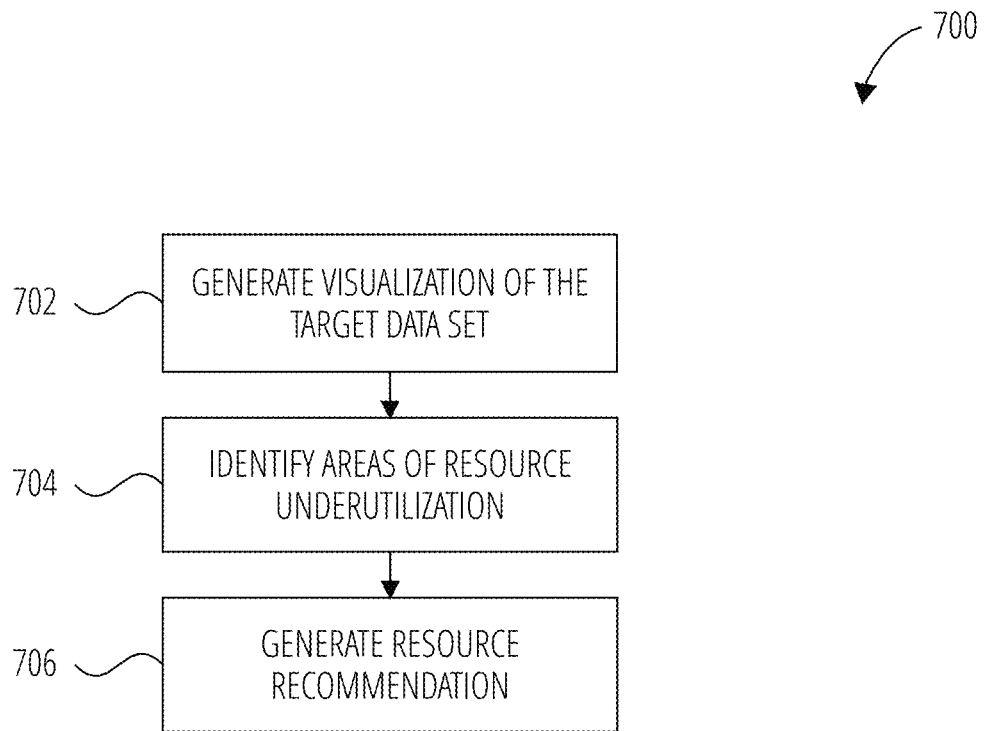 700
702
GENERATE VISUALIZATION OF THE
TARGET DATA SET
704
IDENTIFY AREAS OF RESOURCE
UNDERUTILIZATION
706
GENERATE RESOURCE
RECOMMENDATION